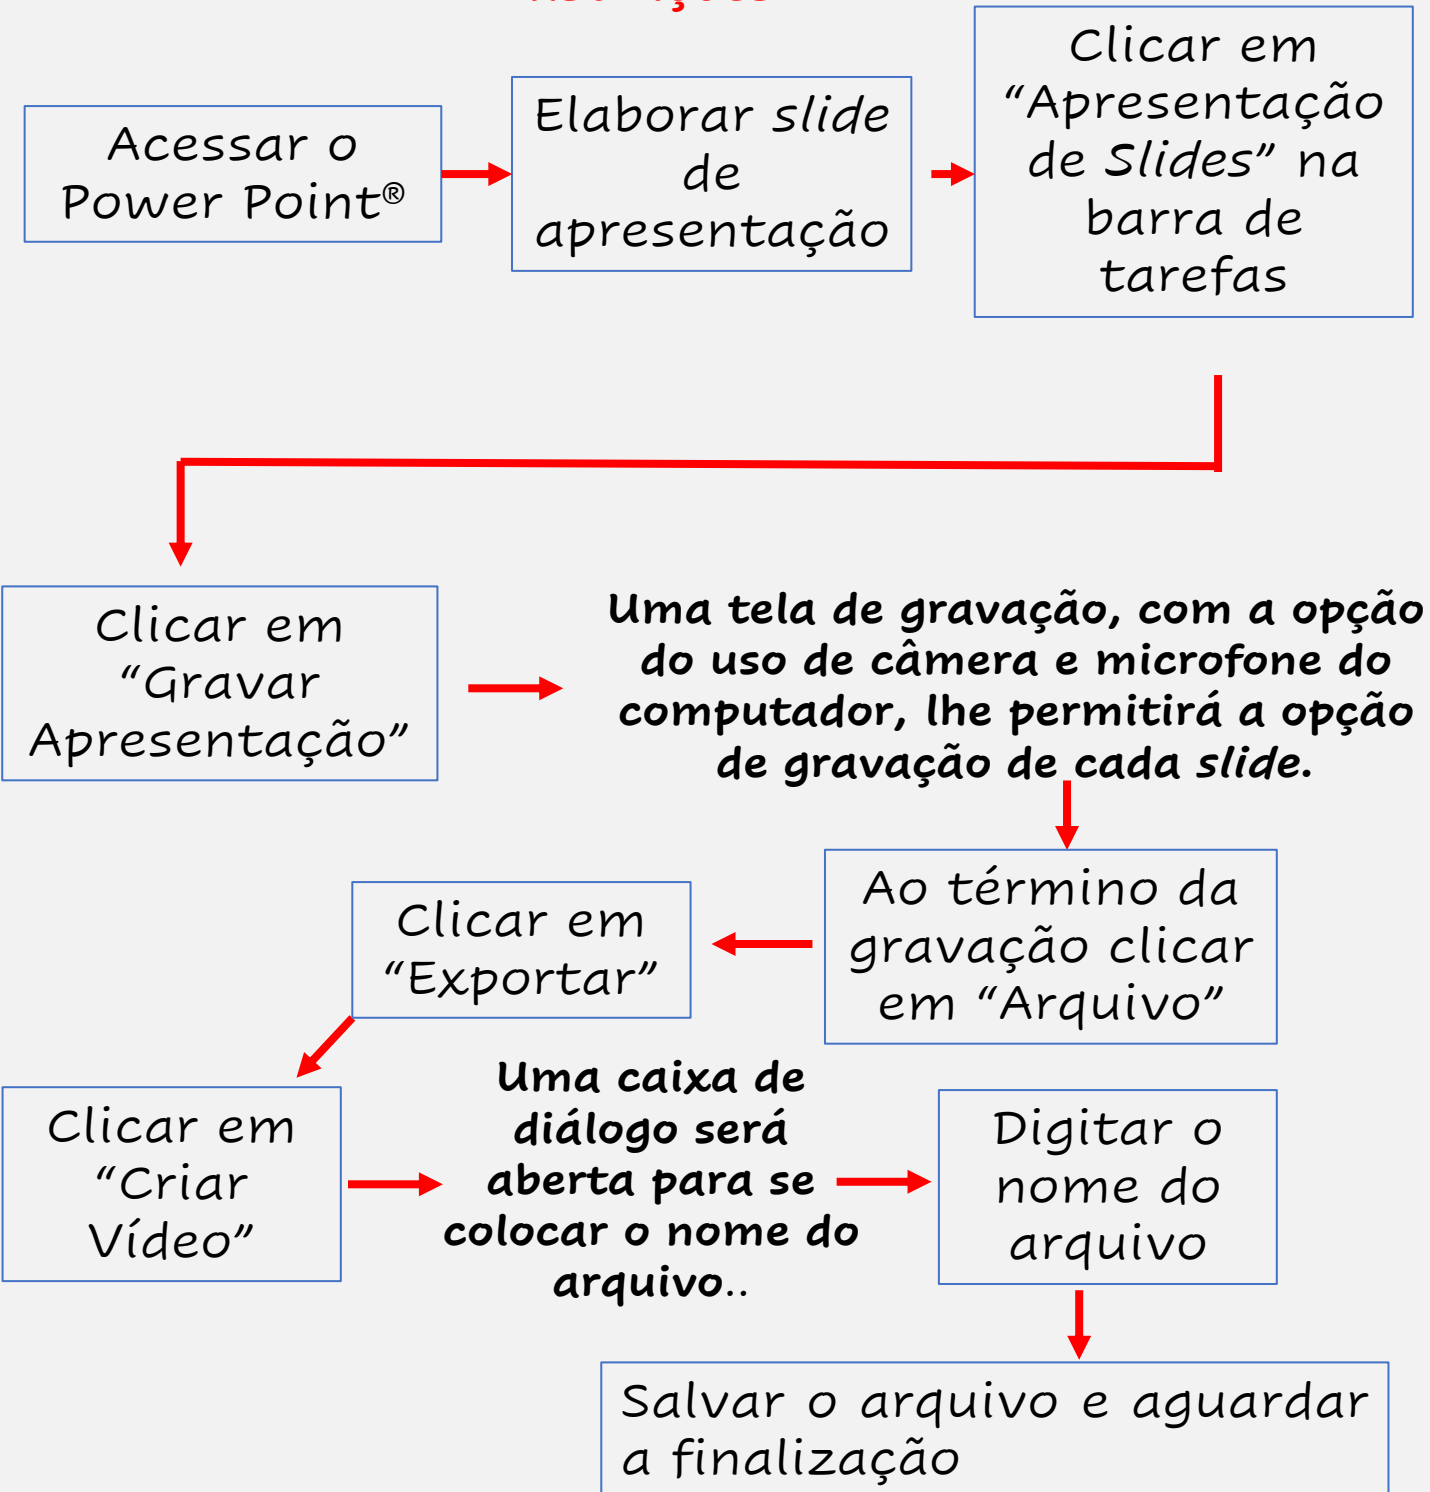 Acessar o
Power Point®
Elaborar slide
de
apresentação
Clicar em
“Apresentação
de Slides” na
barra de
tarefas
Clicar em
“Gravar
Apresentação”
Uma tela de gravação, com a opção
do uso de câmera e microfone do
computador, lhe permitirá a opção
de gravação de cada slide.
Ao término da
gravação clicar
em “Arquivo”
Clicar em
“Exportar”
Clicar em
“Criar
Vídeo”
Uma caixa de
diálogo será
aberta para se
colocar o nome do
arquivo..
Digitar o
nome do
arquivo
Salvar o arquivo e aguardar
a finalização